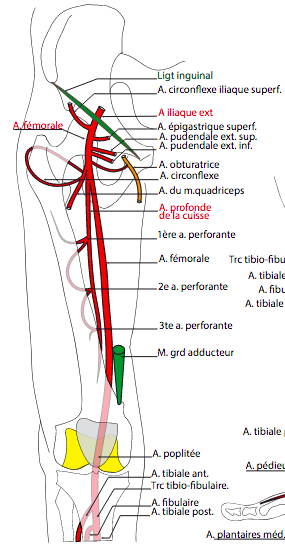 Ligt inguinal
A. circonflexe iliaque superf.
A iliaque ext
A. fémorale
A. épigastrique superf.
A. pudendale ext. sup.
A. pudendale ext. inf.
A. obturatrice
A. circonflexe
A. du m.quadriceps
A. profonde
de la cuisse
1ère a. perforante
A. fémorale
Trc tibio-fibu
A. tibiale
2e a. perforante
A. fibu
A. tibiale
3te a. perforante
M. grd adducteur
A. tibiale p
A. poplitée
A. pédieu
A. tibiale ant.
Trc tibio-fibulaire.
A. fibulaire
A. tibiale post.
A. plantaires méd.